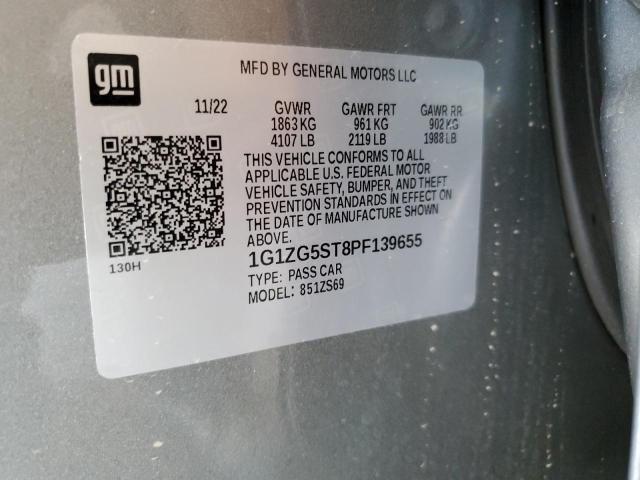 gm
MFD BY GENERAL MOTORS LLC
11/22 GVWR GAWR FRT GAWR RR
1863 KG 961 KG 902 KG
4107 LB 2119 LB 1988 LB
THIS VEHICLE CONFORMS TO ALL
APPLICABLE U.S. FEDERAL MOTOR
VEHICLE SAFETY, BUMPER, AND THEFT
PREVENTION STANDARDS IN EFFECT ON
THE DATE OF MANUFACTURE SHOWN
ABOVE.
130H
1G1ZG5ST8PF139655
TYPE: PASS CAR
MODEL: 851ZS69